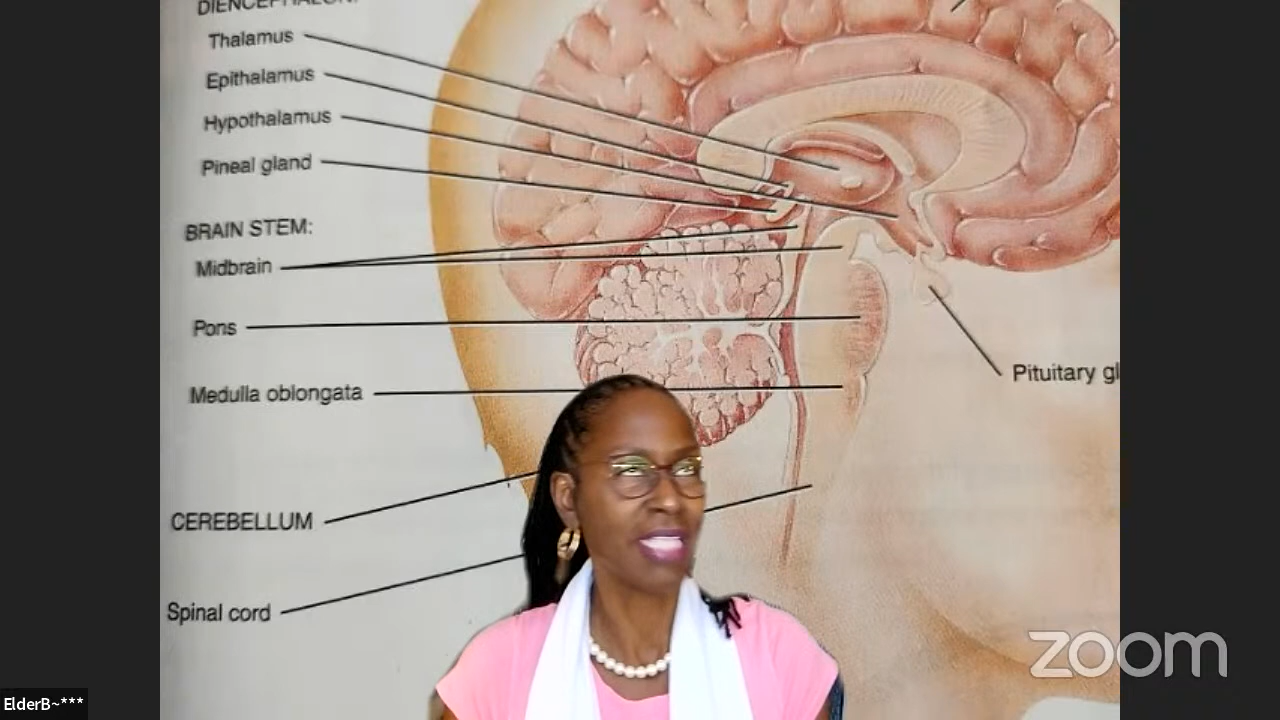 DIENCEPHALON:
Thalamus
Epithalamus
Hypothalamus
Pineal gland
BRAIN STEM:
Midbrain
Pons
Medulla oblongata
Pituitary gl
CEREBELLUM
Spinal cord
zoom
ElderB~***